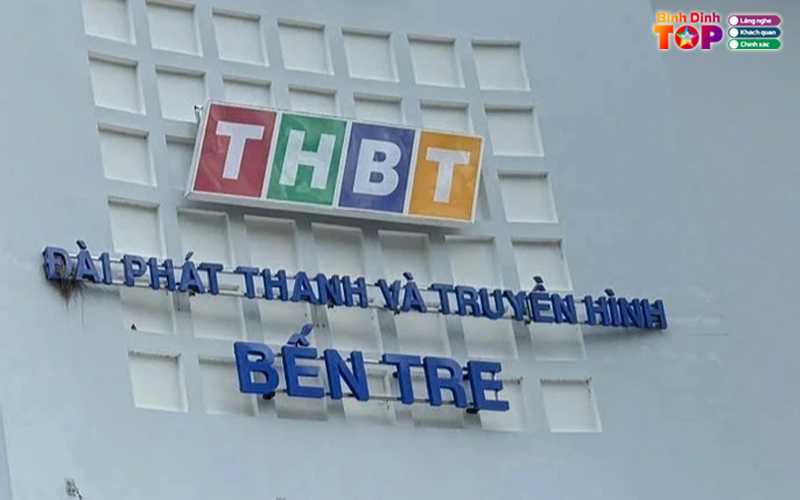 Bình Định
TOP
Lắng nghe
Khách quan
Chính xác
THBT
ĐÀI PHÁT THANH VÀ TRUYỀN HÌNH
BẾN TRE